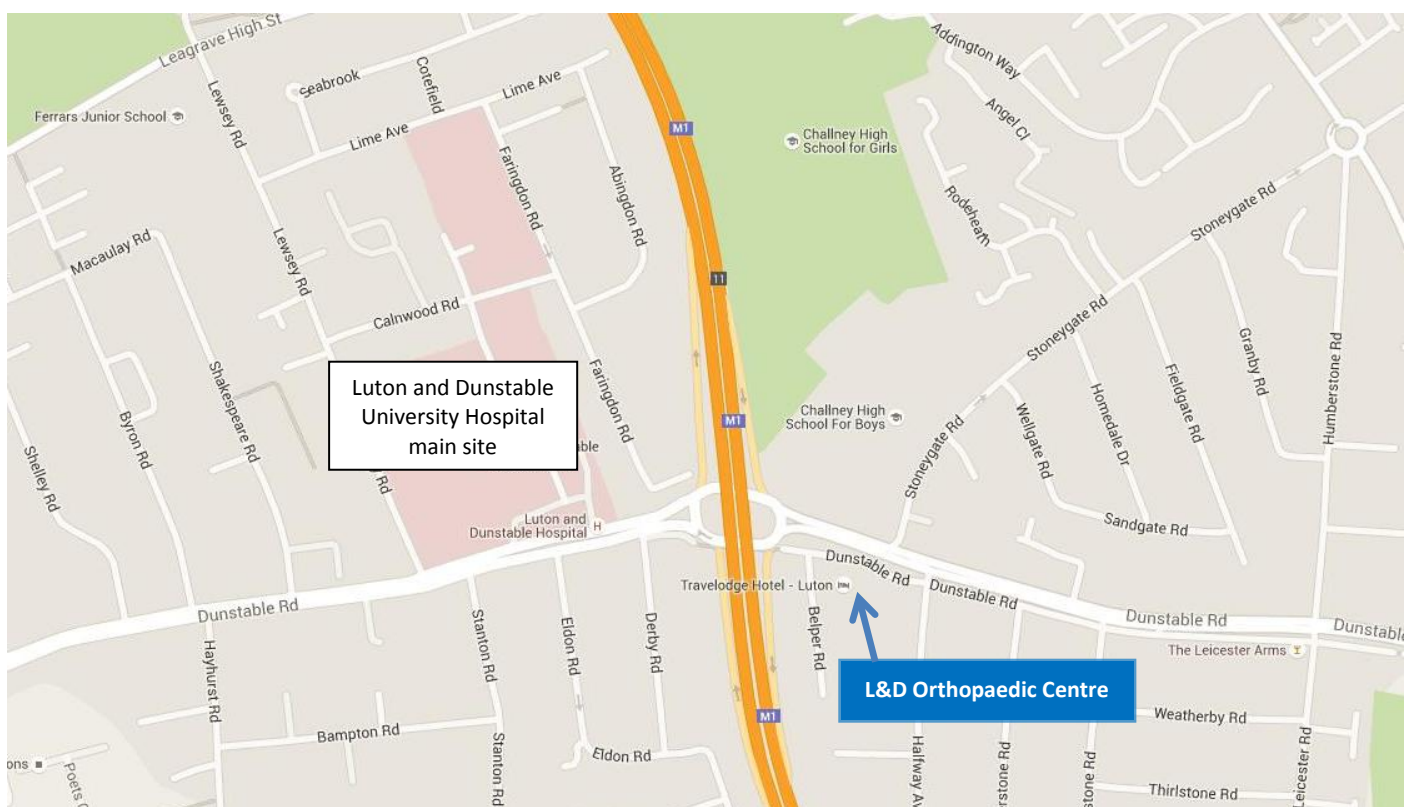 Leagrave High St
Seabrook
Cotefield
Lime Ave
Addington Way
Ferrars Junior School
Lewsey Rd
Lime Ave
M1
Challney High
School for Girls
Angel Cl
Faringdon Rd
Abingdon Rd
Stoneygate Rd
Macaulay Rd
Lewsey Rd
11
Calnwood Rd
Stoneygate Rd
Granby Rd
Humberstone Rd
Luton and Dunstable
University Hospital
main site
Shakespeare Rd
Byron Rd
Shelley Rd
Rd
Faringdon Rd
M1
Challney High
School For Boys
Stoneygate Rd
Wellgate Rd
Homedale Dr
Fieldgate Rd
Sandgate Rd
Luton and
Dunstable Hospital
H
Dunstable Rd
Dunstable Rd
Dunstable Rd
Dunstable Rd
Travelodge Hotel - Luton
The Leicester Arms
Hayhurst Rd
Stanton Rd
Eldon Rd
Derby Rd
Belper Rd
L&D Orthopaedic Centre
M1
Weatherby Rd
Bampton Rd
Stanton Rd
Eldon Rd
Leicester Rd
Thirlstone Rd